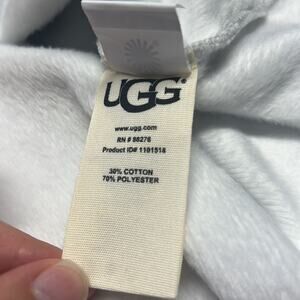 UGG®
www.ugg.com
RN # 88276
Product ID# 1101518
30% COTTON
70% POLYESTER